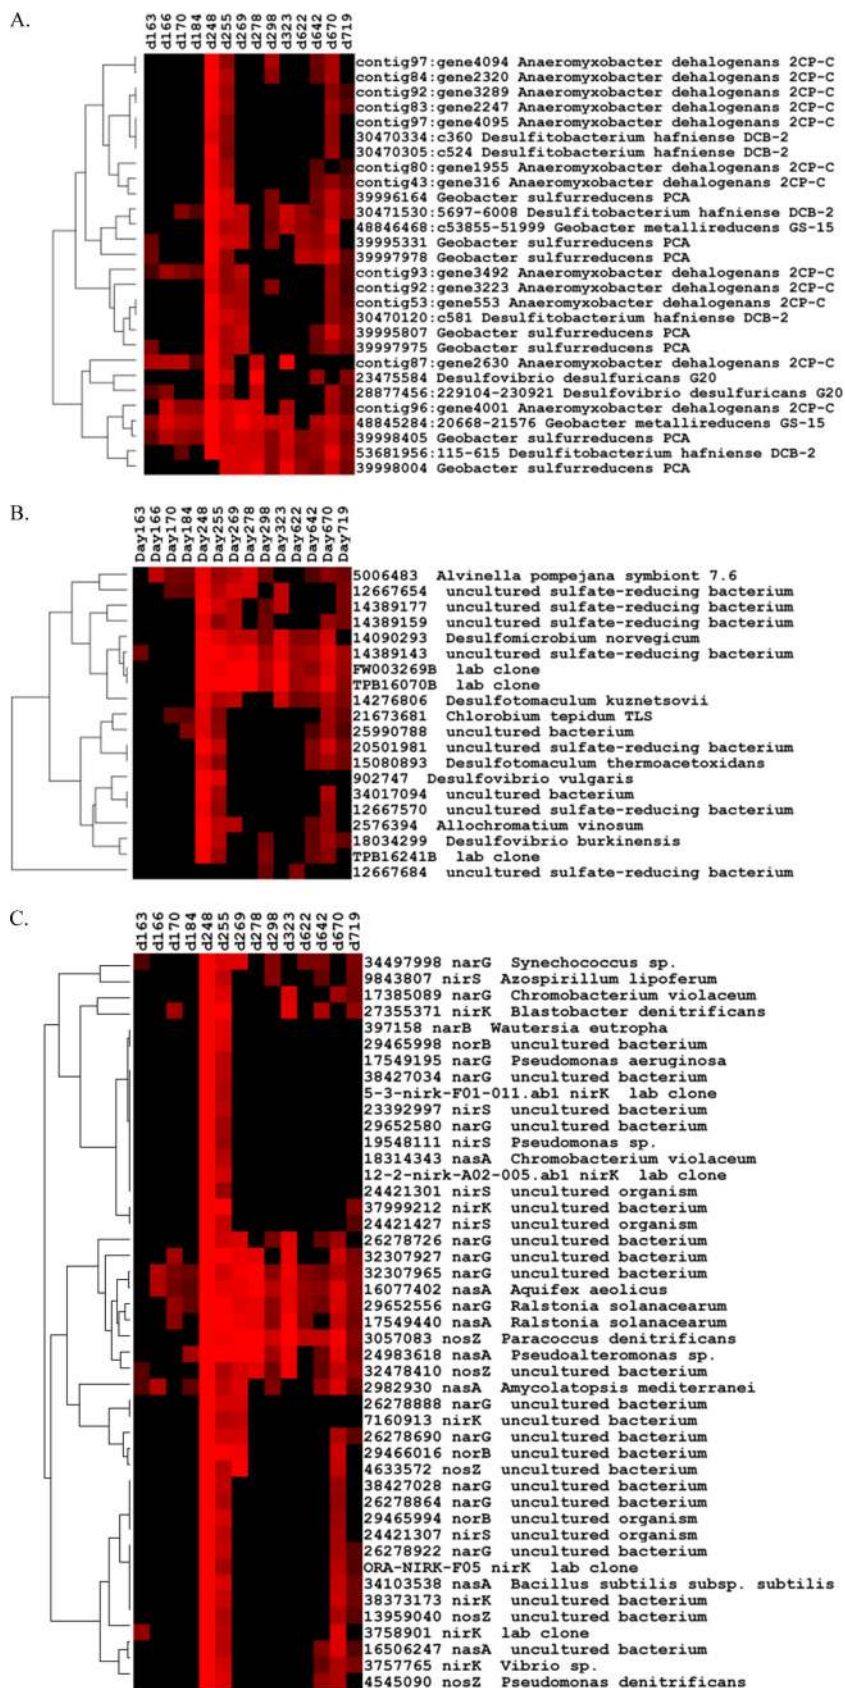 A.
d163 d166 d170 d184 d248 d255 d269 d278 d298 d323 d622 d642 d670 d719
contig97:gene4094 Anaeromyxobacter dehalogenans 2CP-C
contig84:gene2320 Anaeromyxobacter dehalogenans 2CP-C
contig92:gene3289 Anaeromyxobacter dehalogenans 2CP-C
contig83:gene2247 Anaeromyxobacter dehalogenans 2CP-C
contig97:gene4095 Anaeromyxobacter dehalogenans 2CP-C
30470334:c360 Desulfitobacterium hafniense DCB-2
30470305:c524 Desulfitobacterium hafniense DCB-2
contig80:gene1955 Anaeromyxobacter dehalogenans 2CP-C
contig43:gene316 Anaeromyxobacter dehalogenans 2CP-C
39996164 Geobacter sulfurreducens PCA
30471530:5697-6008 Desulfitobacterium hafniense DCB-2
48846468:c53855-51999 Geobacter metallireducens GS-15
39995331 Geobacter sulfurreducens PCA
39997978 Geobacter sulfurreducens PCA
contig93:gene3492 Anaeromyxobacter dehalogenans 2CP-C
contig92:gene3223 Anaeromyxobacter dehalogenans 2CP-C
contig53:gene553 Anaeromyxobacter dehalogenans 2CP-C
30470120:c581 Desulfitobacterium hafniense DCB-2
39995807 Geobacter sulfurreducens PCA
39997975 Geobacter sulfurreducens PCA
contig87:gene2630 Anaeromyxobacter dehalogenans 2CP-C
23475584 Desulfovibrio desulfuricans G20
28877456:229104-230921 Desulfovibrio desulfuricans G20
contig96:gene4001 Anaeromyxobacter dehalogenans 2CP-C
48845284:20668-21576 Geobacter metallireducens GS-15
39998405 Geobacter sulfurreducens PCA
53681956:115-615 Desulfitobacterium hafniense DCB-2
39998004 Geobacter sulfurreducens PCA
B.
Day163 Day166 Day170 Day184 Day248 Day255 Day269 Day278 Day298 Day323 Day622 Day642 Day670 Day719
5006483 Alvinella pompejana symbiont 7.6
12667654 uncultured sulfate-reducing bacterium
14389177 uncultured sulfate-reducing bacterium
14389159 uncultured sulfate-reducing bacterium
14090293 Desulfomicrobium norvegicum
14389143 uncultured sulfate-reducing bacterium
FW003269B lab clone
TPB16070B lab clone
14276806 Desulfotomaculum kuznetsovii
21673681 Chlorobium tepidum TLS
25990788 uncultured bacterium
20501981 uncultured sulfate-reducing bacterium
15080893 Desulfotomaculum thermoacetoxidans
902747 Desulfovibrio vulgaris
34017094 uncultured bacterium
12667570 uncultured sulfate-reducing bacterium
2576394 Allochromatium vinosum
18034299 Desulfovibrio burkinensis
TPB16241B lab clone
12667684 uncultured sulfate-reducing bacterium
C.
d163 d166 d170 d184 d248 d255 d269 d278 d298 d323 d622 d642 d670 d719
34497998 narG Synechococcus sp.
9843807 nirS Azospirillum lipoferum
17385089 narG Chromobacterium violaceum
27355371 nirK Blastobacter denitrificans
397158 narB Wautersia eutropha
29465998 norB uncultured bacterium
17549195 narG Pseudomonas aeruginosa
38427034 narG uncultured bacterium
5-3-nirk-F01-011.ab1 nirK lab clone
23392997 nirS uncultured bacterium
29652580 narG uncultured bacterium
19548111 nirS Pseudomonas sp.
18314343 nasA Chromobacterium violaceum
12-2-nirk-A02-005.ab1 nirK lab clone
24421301 nirS uncultured organism
37999212 nirK uncultured bacterium
24421427 nirS uncultured organism
26278726 narG uncultured bacterium
32307927 narG uncultured bacterium
32307965 narG uncultured bacterium
16077402 nasA Aquifex aeolicus
29652556 narG Ralstonia solanacearum
17549440 nasA Ralstonia solanacearum
3057083 nosZ Paracoccus denitrificans
24983618 nasA Pseudoalteromonas sp.
32478410 nosZ uncultured bacterium
2982930 nasA Amycolatopsis mediterranei
26278888 narG uncultured bacterium
7160913 nirK uncultured bacterium
26278690 narG uncultured bacterium
29466016 norB uncultured bacterium
4633572 nosZ uncultured bacterium
38427028 narG uncultured bacterium
26278864 narG uncultured bacterium
29465994 norB uncultured organism
24421307 nirS uncultured organism
26278922 narG uncultured bacterium
ORA-NIRK-F05 nirK lab clone
34103538 nasA Bacillus subtilis subsp. subtilis
38373173 nirK uncultured bacterium
13959040 nosZ uncultured bacterium
3758901 nirK lab clone
16506247 nasA uncultured bacterium
3757765 nirK Vibrio sp.
4545090 nosZ Pseudomonas denitrificans